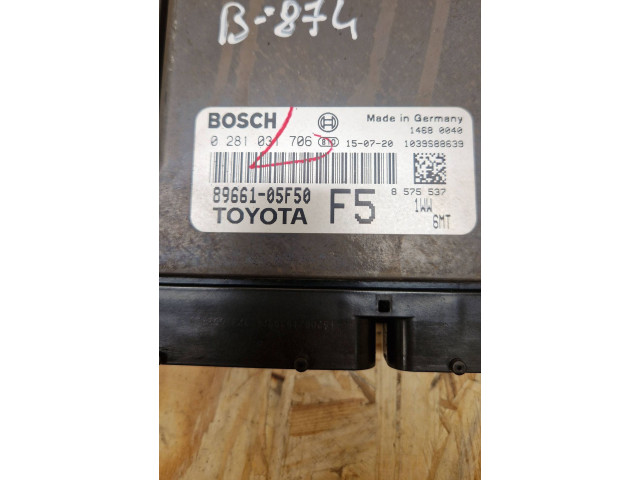 B-874
BOSCH Made in Germany
1468 0040
0 281 031 706 15-07-20 1039S88639
89661-05F50 8 575 537
TOYOTA F5 1WW
6MT